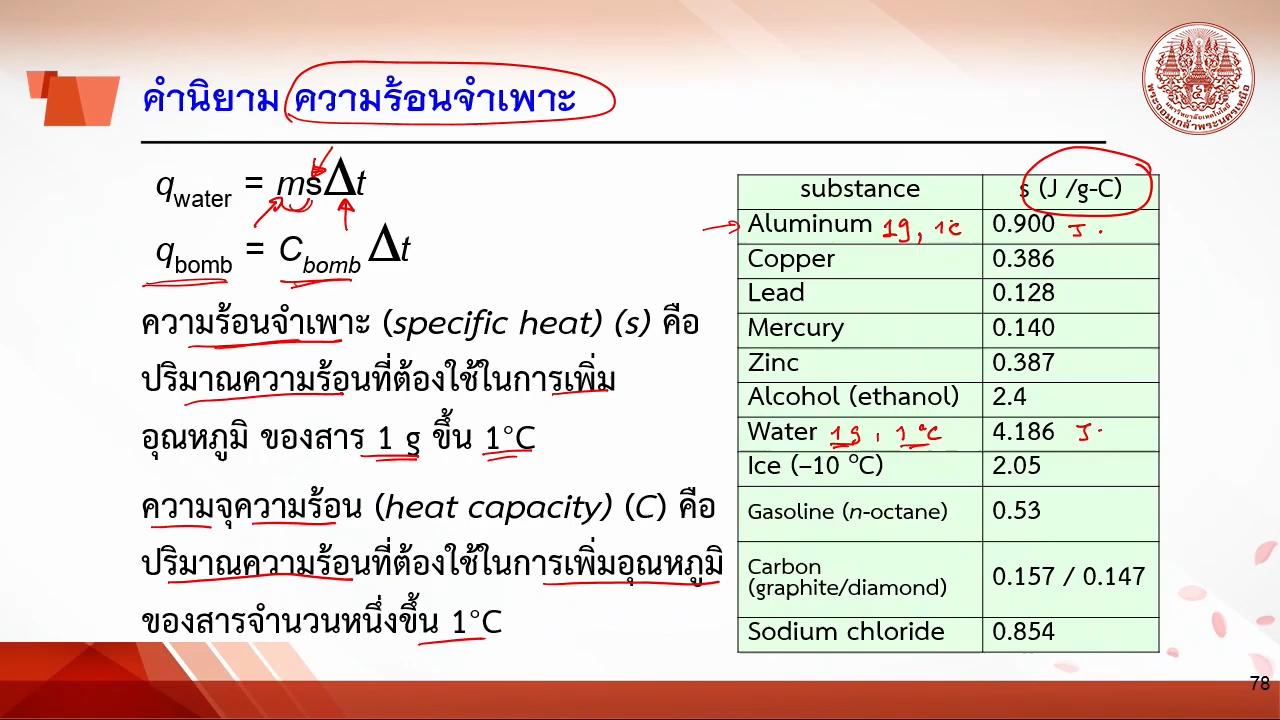 คำนิยาม ความร้อนจำเพาะ
q water = msΔt
q bomb = C bomb Δt
ความร้อนจำเพาะ (specific heat) (s) คือ
ปริมาณความร้อนที่ต้องใช้ในการเพิ่ม
อุณหภูมิ ของสาร 1 g ขึ้น 1°C
ความจุความร้อน (heat capacity) (C) คือ
ปริมาณความร้อนที่ต้องใช้ในการเพิ่มอุณหภูมิ
ของสารจำนวนหนึ่งขึ้น 1°C
substance s (J /g-C)
Aluminum 1g, 1°C 0.900 J.
Copper 0.386
Lead 0.128
Mercury 0.140
Zinc 0.387
Alcohol (ethanol) 2.4
Water 1g, 1°C 4.186 J.
Ice (–10 °C) 2.05
Gasoline (n-octane) 0.53
Carbon
(graphite/diamond) 0.157 / 0.147
Sodium chloride 0.854
78